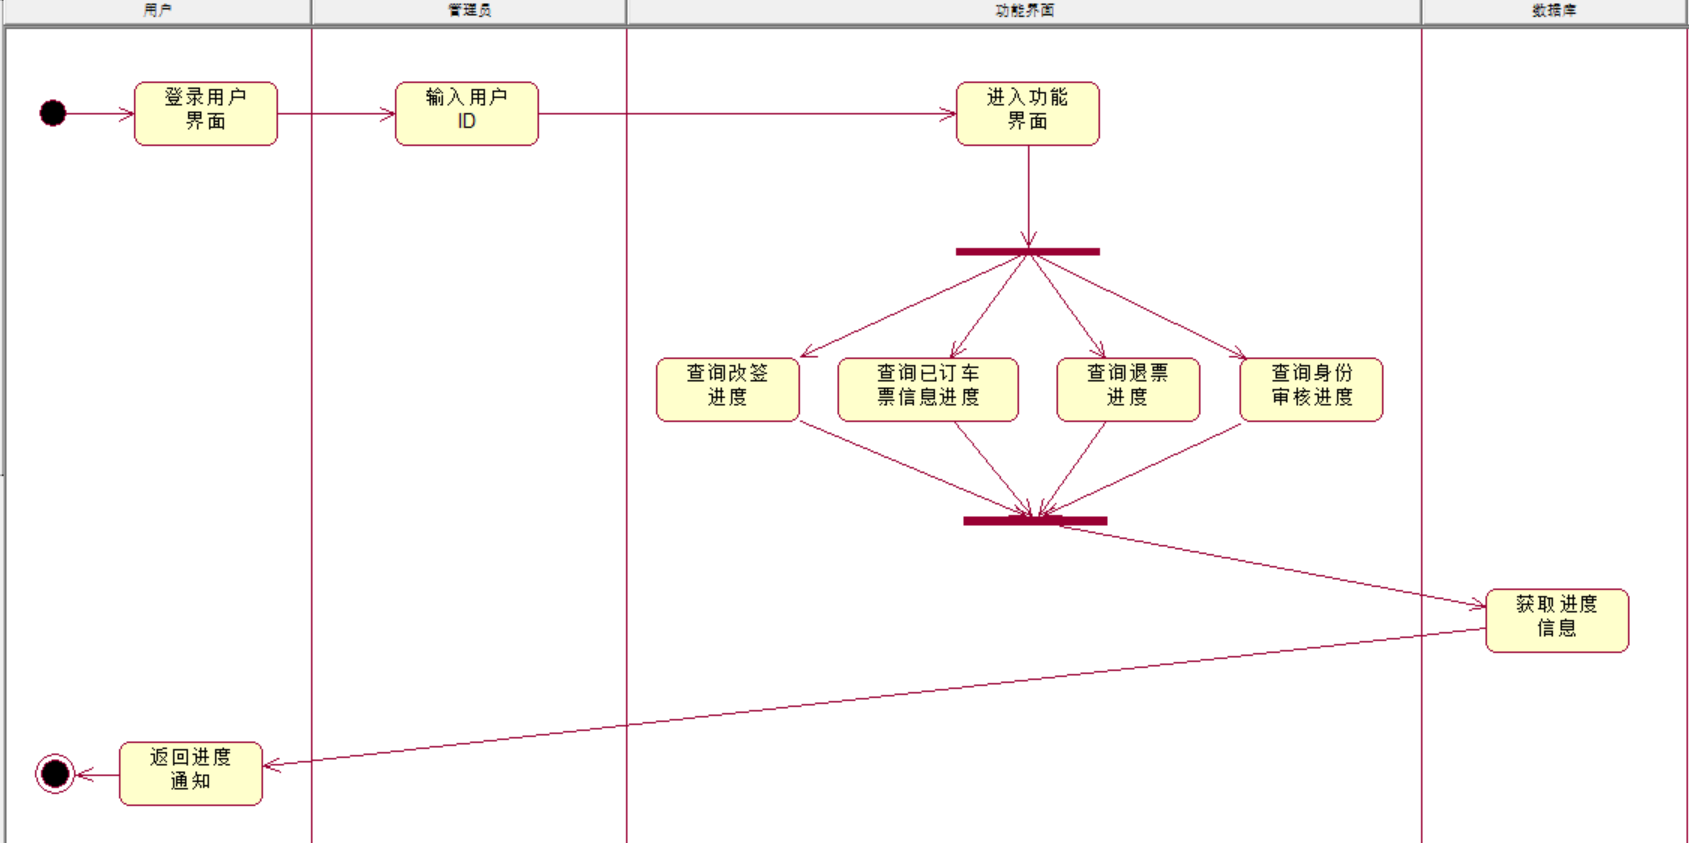 用户
管理员
功能界面
数据库
登录用户
界面
输入用户
ID
进入功能
界面
查询改签
进度
查询已订车
票信息进度
查询退票
进度
查询身份
审核进度
获取进度
信息
返回进度
通知